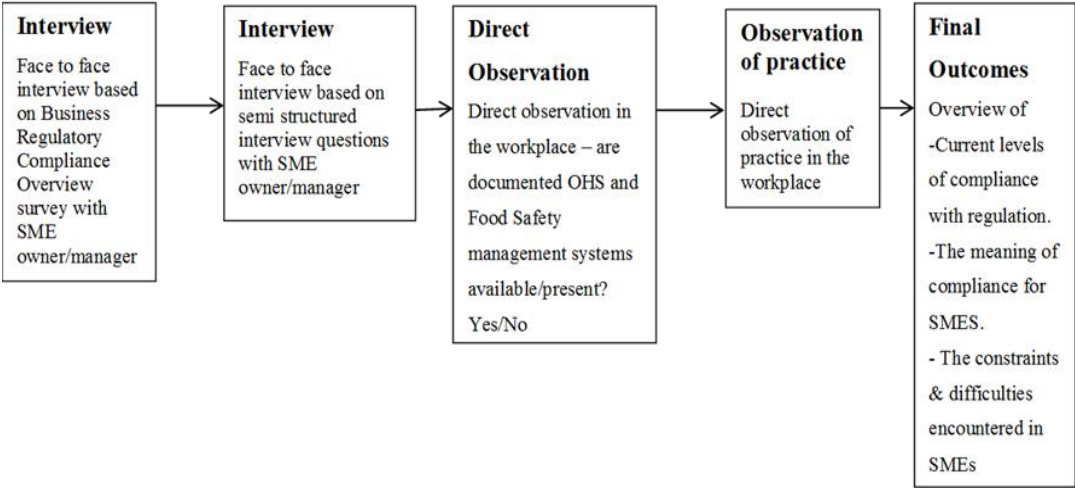 Interview
Face to face
interview based
on Business
Regulatory
Compliance
Overview
survey with
SME
owner/manager
Interview
Face to face
interview based on
semi structured
interview questions
with SME
owner/manager
Direct
Observation
Direct observation in
the workplace – are
documented OHS and
Food Safety
management systems
available/present?
Yes/No
Observation
of practice
Direct
observation of
practice in the
workplace
Final
Outcomes
Overview of
-Current levels
of compliance
with regulation.
-The meaning of
compliance for
SMES.
- The constraints
& difficulties
encountered in
SMEs